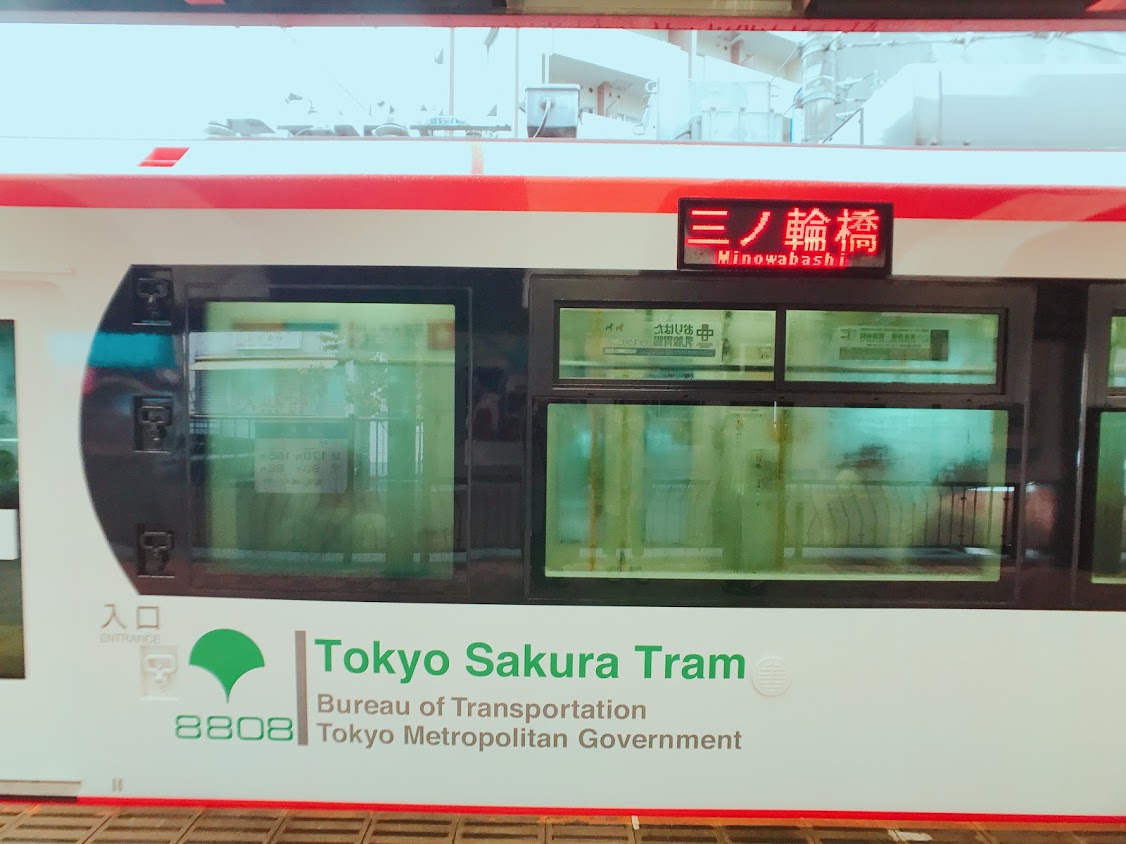 三ノ輪橋
Minowabashi
入口
ENTRANCE
8808
Tokyo Sakura Tram
Bureau of Transportation
Tokyo Metropolitan Government